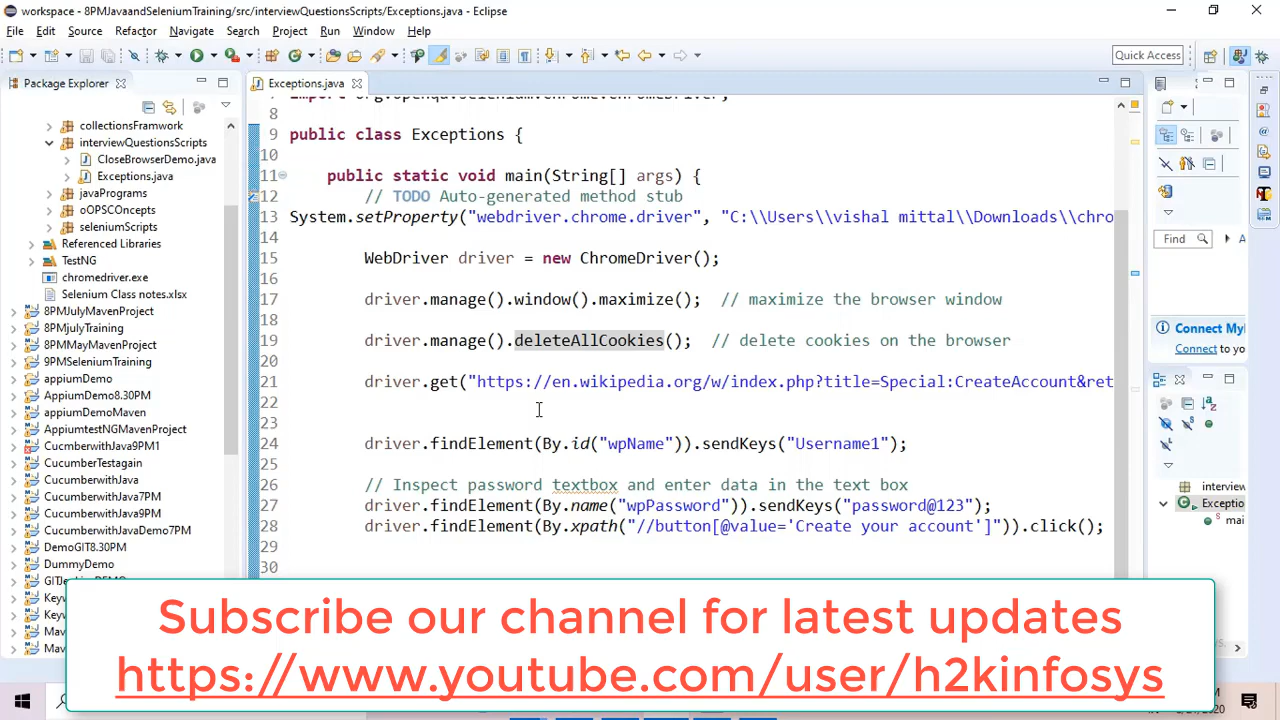 workspace - 8PMJavaandSeleniumTraining/src/interviewQuestionsScripts/Exceptions.java - Eclipse
File Edit Source Refactor Navigate Search Project Run Window Help
Quick Access
Package Explorer
Exceptions.java
collectionsFramwork
interviewQuestionsScripts
CloseBrowserDemo.java
Exceptions.java
javaPrograms
oOPSCOncepts
seleniumScripts
Referenced Libraries
TestNG
chromedriver.exe
Selenium Class notes.xlsx
8PMjulyMavenProject
8PMjulyTraining
8PMMayMavenProject
9PMSeleniumTraining
appiumDemo
AppiumDemo8.30PM
appiumDemoMaven
AppiumtestNGMavenProject
CucmberwithJava9PM1
CucumberTestagain
CucumberwithJava
CucumberwithJava7PM
CucumberwithJava8PM
CucumberwithJavaDemo7PM
DemoGIT8.30PM
DummyDemo
8
9 public class Exceptions {
10
11 public static void main(String[] args) {
12 // TODO Auto-generated method stub
13 System.setProperty("webdriver.chrome.driver", "C:\\Users\\vishal mittal\\Downloads\\chro
14
15 WebDriver driver = new ChromeDriver();
16
17 driver.manage().window().maximize(); // maximize the browser window
18
19 driver.manage().deleteAllCookies(); // delete cookies on the browser
20
21 driver.get("https://en.wikipedia.org/w/index.php?title=Special:CreateAccount&ret
22
23
24 driver.findElement(By.id("wpName")).sendKeys("Username1");
25
26 // Inspect password textbox and enter data in the text box
27 driver.findElement(By.name("wpPassword")).sendKeys("password@123");
28 driver.findElement(By.xpath("//button[@value='Create your account']")).click();
29
30
Find
A
Connect My
Connect to
interview
Exception
mai
Subscribe our channel for latest updates
https://www.youtube.com/user/h2kinfosys